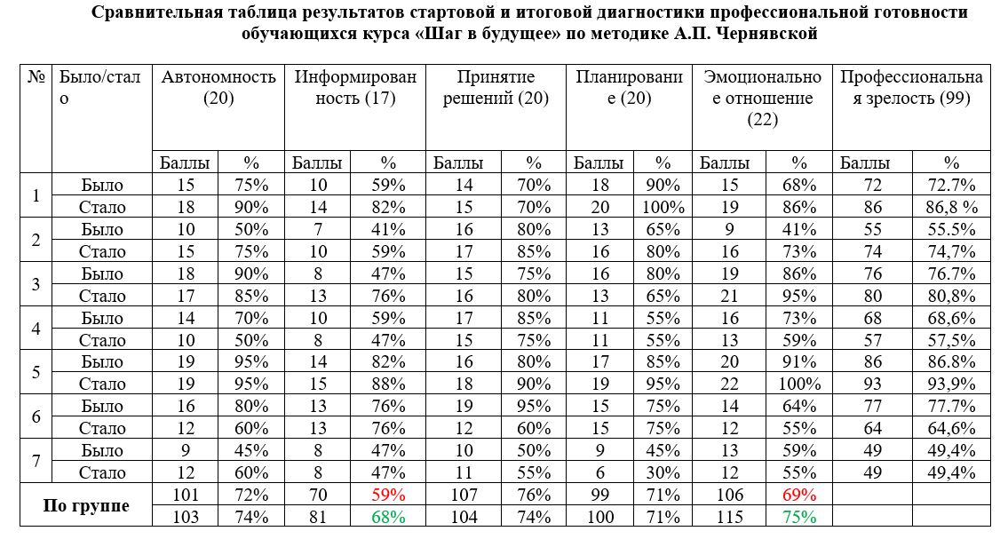 Сравнительная таблица результатов стартовой и итоговой диагностики профессиональной готовности
обучающихся курса «Шаг в будущее» по методике А.П. Чернявской
№ Было/стал Автономность Информирован Принятие Планировани Эмоционально Профессиональна
о (20) ность (17) решений (20) е (20) е отношение я зрелость (99)
(22)
Баллы % Баллы % Баллы % Баллы % Баллы % Баллы %
1 Было 15 75% 10 59% 14 70% 18 90% 15 68% 72 72.7%
Стало 18 90% 14 82% 15 70% 20 100% 19 86% 86 86,8 %
2 Было 10 50% 7 41% 16 80% 13 65% 9 41% 55 55.5%
Стало 15 75% 10 59% 17 85% 16 80% 16 73% 74 74,7%
3 Было 18 90% 8 47% 15 75% 16 80% 19 86% 76 76.7%
Стало 17 85% 13 76% 16 80% 13 65% 21 95% 80 80,8%
4 Было 14 70% 10 59% 17 85% 11 55% 16 73% 68 68,6%
Стало 10 50% 8 47% 15 75% 11 55% 13 59% 57 57,5%
5 Было 19 95% 14 82% 16 80% 17 85% 20 91% 86 86.8%
Стало 19 95% 15 88% 18 90% 19 95% 22 100% 93 93,9%
6 Было 16 80% 13 76% 19 95% 15 75% 14 64% 77 77.7%
Стало 12 60% 13 76% 12 60% 15 75% 12 55% 64 64,6%
7 Было 9 45% 8 47% 10 50% 9 45% 13 59% 49 49,4%
Стало 12 60% 8 47% 11 55% 6 30% 12 55% 49 49,4%
По группе 101 72% 70 59% 107 76% 99 71% 106 69%
103 74% 81 68% 104 74% 100 71% 115 75%